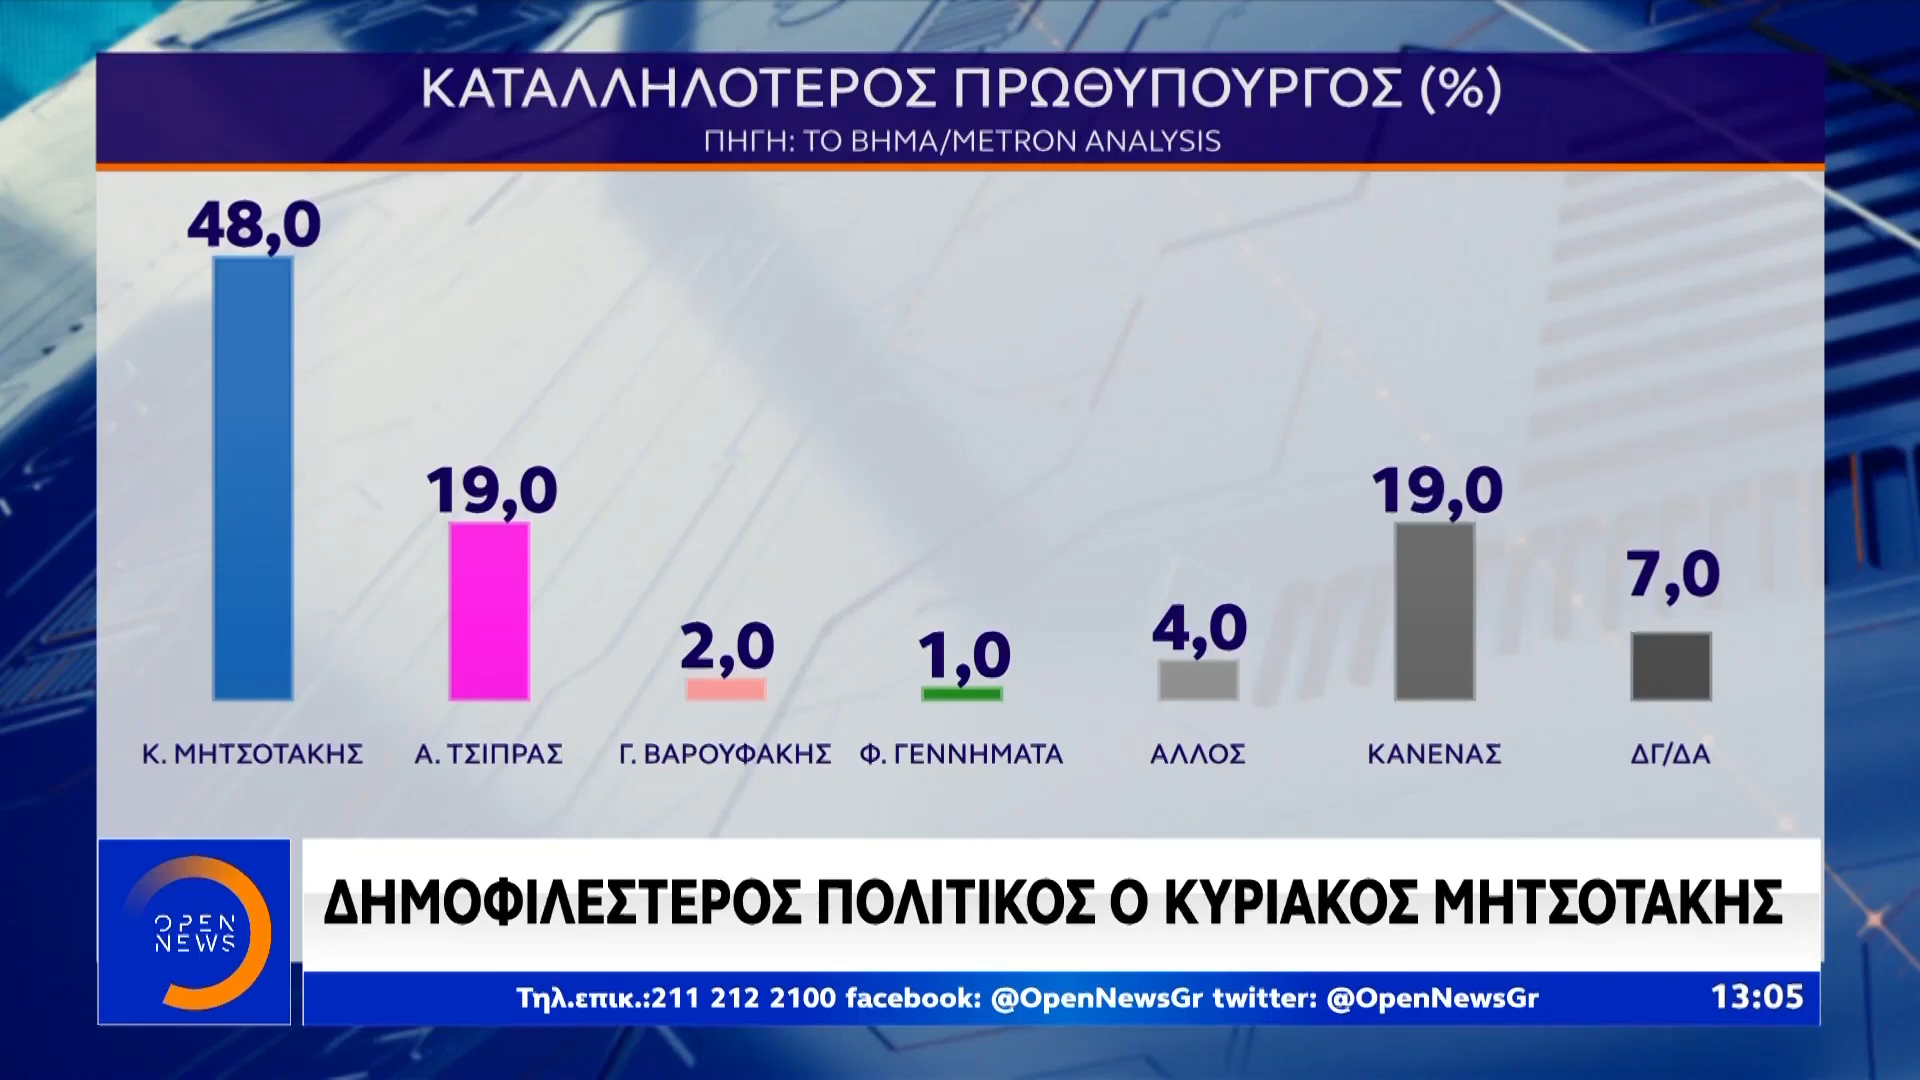 ΚΑΤΑΛΛΗΛΟΤΕΡΟΣ ΠΡΩΘΥΠΟΥΡΓΟΣ (%)
ΠΗΓΗ: ΤΟ ΒΗΜΑ/METRON ANALYSIS
48,0
19,0
2,0
1,0
4,0
19,0
7,0
Κ. ΜΗΤΣΟΤΑΚΗΣ
Α. ΤΣΙΠΡΑΣ
Γ. ΒΑΡΟΥΦΑΚΗΣ
Φ. ΓΕΝΝΗΜΑΤΑ
ΑΛΛΟΣ
ΚΑΝΕΝΑΣ
ΔΓ/ΔΑ
OPEN
NEWS
ΔΗΜΟΦΙΛΕΣΤΕΡΟΣ ΠΟΛΙΤΙΚΟΣ Ο ΚΥΡΙΑΚΟΣ ΜΗΤΣΟΤΑΚΗΣ
Τηλ.επικ.:211 212 2100 facebook: @OpenNewsGr twitter: @OpenNewsGr
13:05